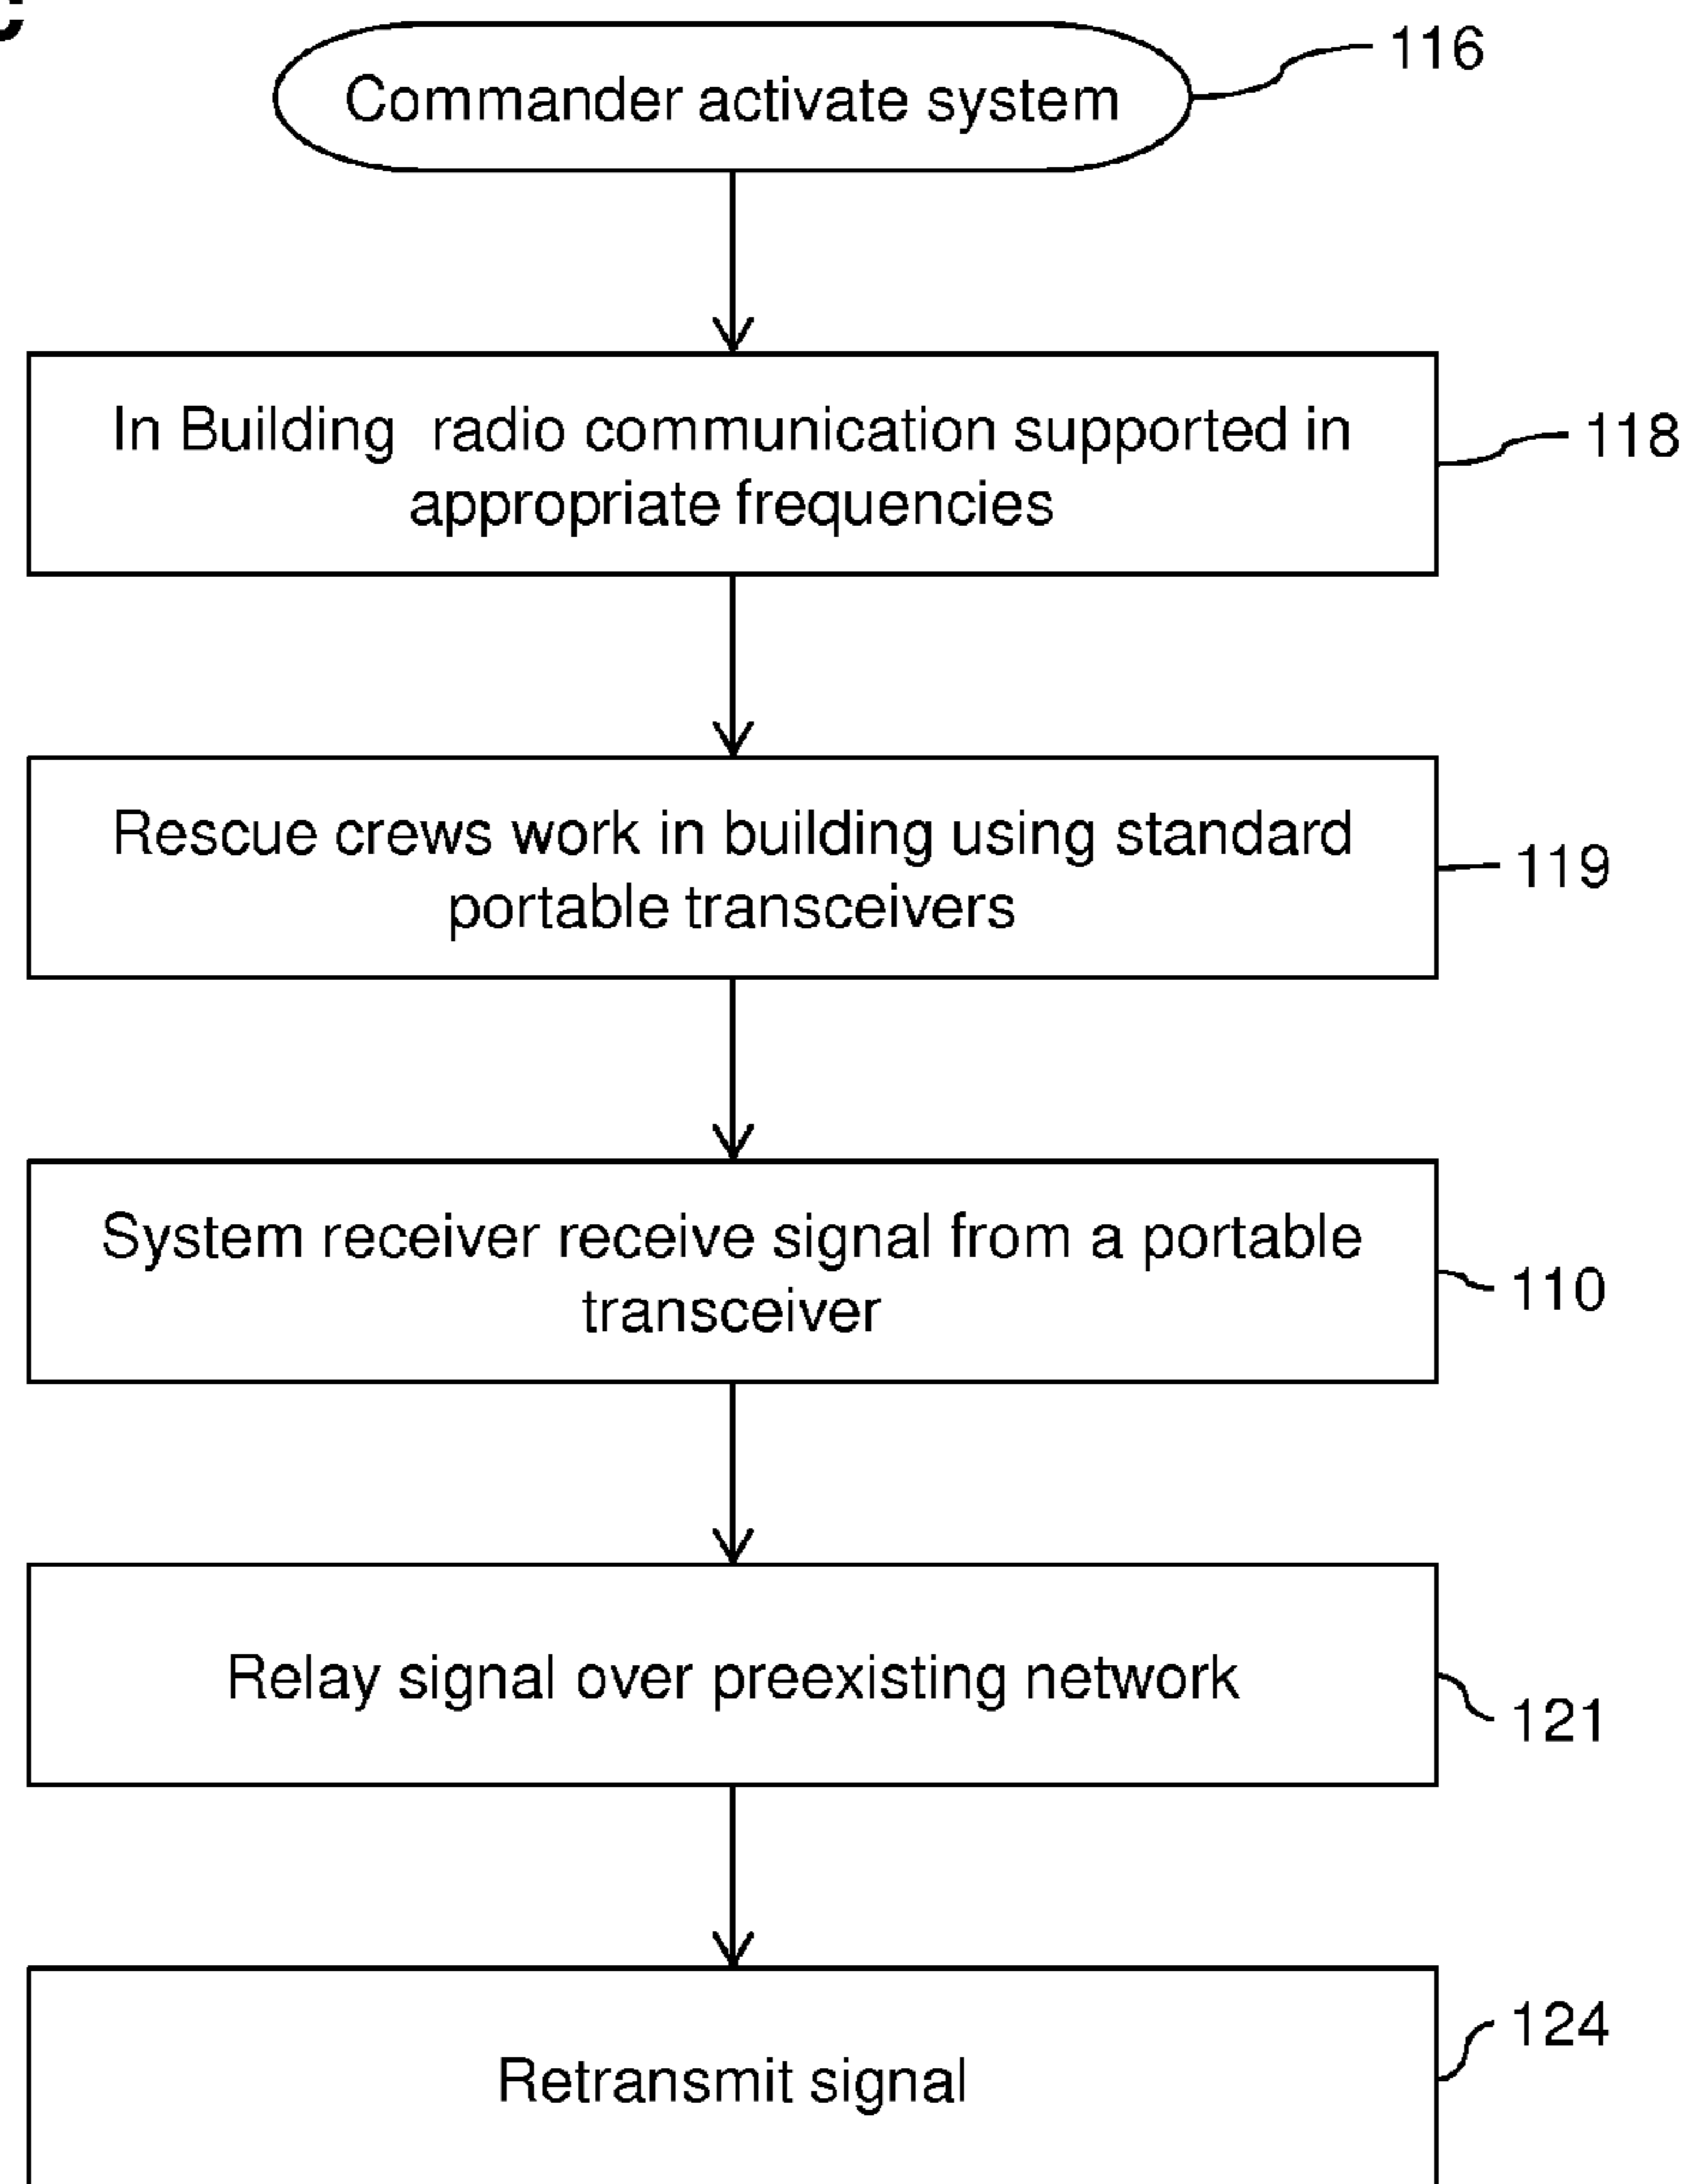 Commander activate system
116
In Building radio communication supported in
appropriate frequencies
118
Rescue crews work in building using standard
portable transceivers
119
System receiver receive signal from a portable
transceiver
110
Relay signal over preexisting network
121
Retransmit signal
124